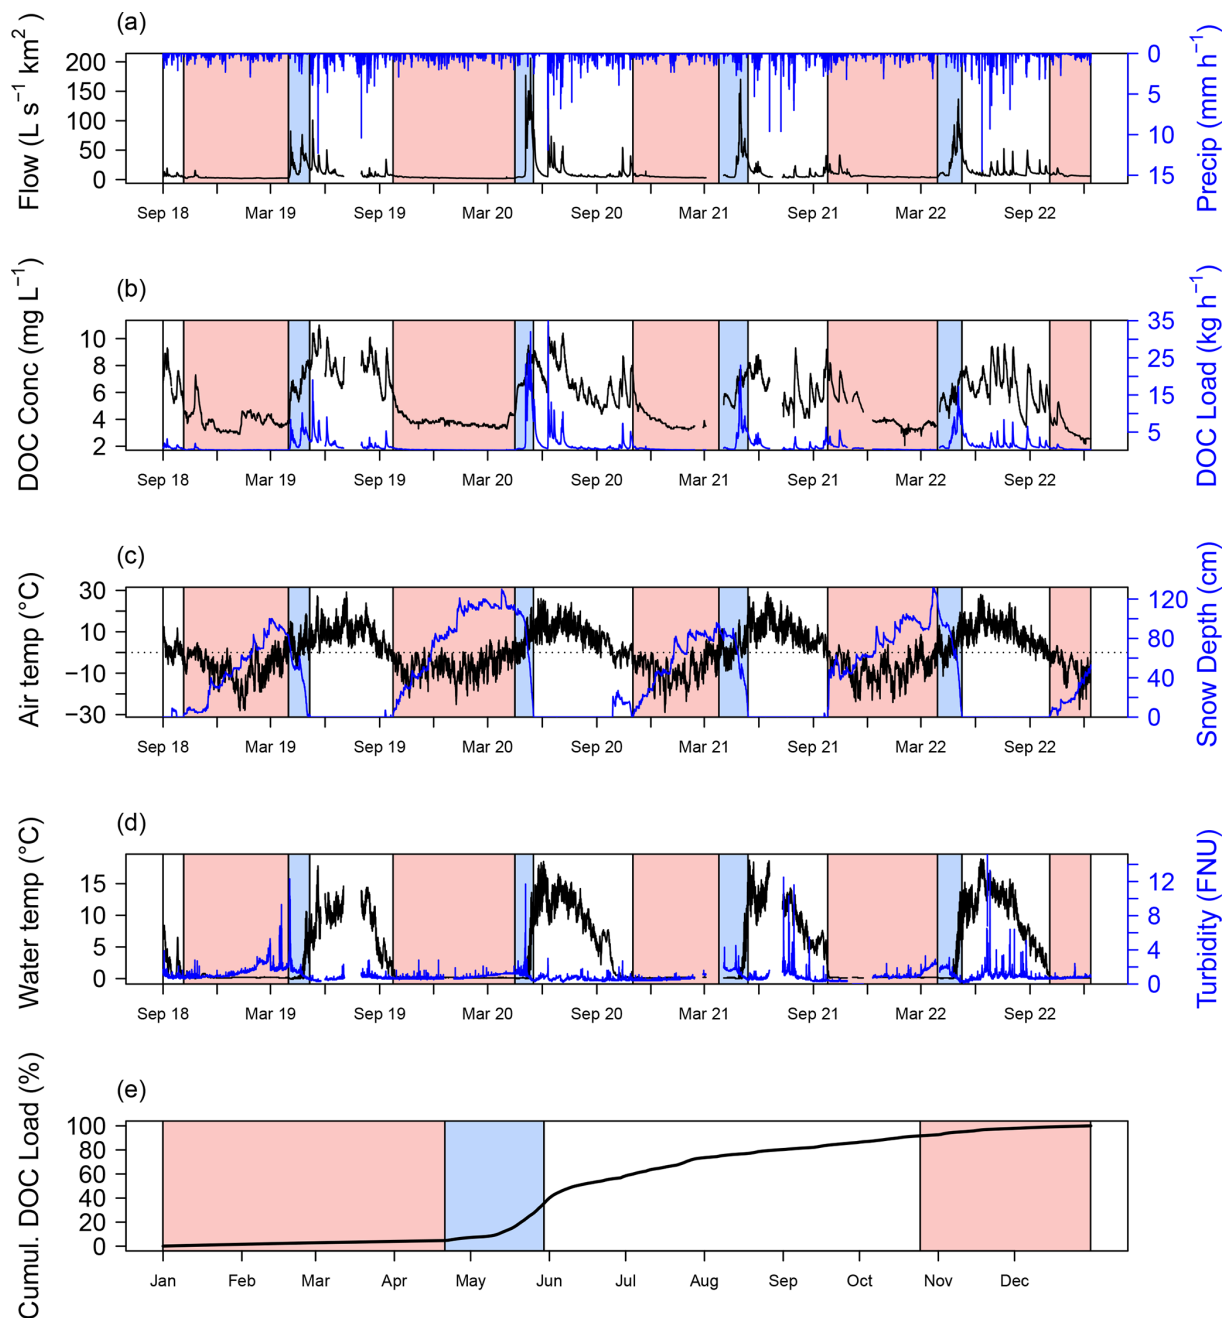 (a)
Flow (L s⁻¹ km²)
200
150
100
50
0
0
5
10
15
Precip (mm h⁻¹)
Sep 18 Mar 19 Sep 19 Mar 20 Sep 20 Mar 21 Sep 21 Mar 22 Sep 22
(b)
DOC Conc (mg L⁻¹)
10
8
6
4
2
35
25
15
5
DOC Load (kg h⁻¹)
Sep 18 Mar 19 Sep 19 Mar 20 Sep 20 Mar 21 Sep 21 Mar 22 Sep 22
(c)
Air temp (°C)
30
10
−10
−30
120
80
40
0
Snow Depth (cm)
Sep 18 Mar 19 Sep 19 Mar 20 Sep 20 Mar 21 Sep 21 Mar 22 Sep 22
(d)
Water temp (°C)
15
10
5
0
12
8
4
0
Turbidity (FNU)
Sep 18 Mar 19 Sep 19 Mar 20 Sep 20 Mar 21 Sep 21 Mar 22 Sep 22
(e)
Cumul. DOC Load (%)
100
80
60
40
20
0
Jan Feb Mar Apr May Jun Jul Aug Sep Oct Nov Dec